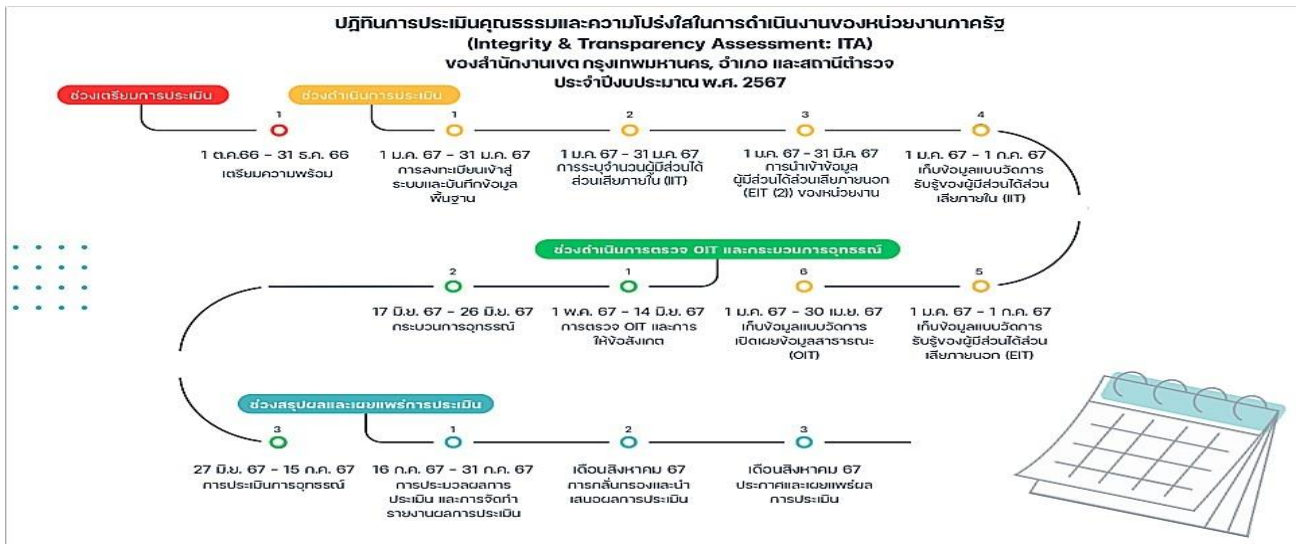 ปฏิทินการประเมินคุณธรรมและความโปร่งใสในการดำเนินงานของหน่วยงานภาครัฐ
(Integrity & Transparency Assessment: ITA)
ของสำนักงานเขต กรุงเทพมหานคร, อำเภอ และสถานีตำรวจ
ประจำปีงบประมาณ พ.ศ. 2567
ช่วงเตรียมการประเมิน
1
1 ต.ค.66 - 31 ธ.ค. 66
เตรียมความพร้อม
ช่วงดำเนินการประเมิน
1
1 ม.ค. 67 - 31 ม.ค. 67
การลงทะเบียนเข้าสู่
ระบบและบันทึกข้อมูล
พื้นฐาน
2
1 ม.ค. 67 - 31 ม.ค. 67
การระบุจำนวนผู้มีส่วนได้
ส่วนเสียภายใน (IIT)
3
1 ม.ค. 67 - 31 มี.ค. 67
การนำเข้าข้อมูล
ผู้มีส่วนได้ส่วนเสียภายนอก
(EIT (2)) ของหน่วยงาน
4
1 ม.ค. 67 - 1 ก.ค. 67
เก็บข้อมูลแบบวัดการ
รับรู้ของผู้มีส่วนได้ส่วน
เสียภายใน (IIT)
5
1 ม.ค. 67 - 1 ก.ค. 67
เก็บข้อมูลแบบวัดการ
รับรู้ของผู้มีส่วนได้ส่วน
เสียภายนอก (EIT)
6
1 ม.ค. 67 - 30 เม.ย. 67
เก็บข้อมูลแบบวัดการ
เปิดเผยข้อมูลสาธารณะ
(OIT)
ช่วงดำเนินการตรวจ OIT และกระบวนการอุทธรณ์
1
1 พ.ค. 67 - 14 มิ.ย. 67
การตรวจ OIT และการ
ให้ข้อสังเกต
2
17 มิ.ย. 67 - 26 มิ.ย. 67
กระบวนการอุทธรณ์
3
27 มิ.ย. 67 - 15 ก.ค. 67
การประเมินการอุทธรณ์
ช่วงสรุปผลและเผยแพร่การประเมิน
1
16 ก.ค. 67 - 31 ก.ค. 67
การประมวลผลการ
ประเมิน และการจัดทำ
รายงานผลการประเมิน
2
เดือนสิงหาคม 67
การกลั่นกรองและนำ
เสนอผลการประเมิน
3
เดือนสิงหาคม 67
ประกาศและเผยแพร่ผล
การประเมิน